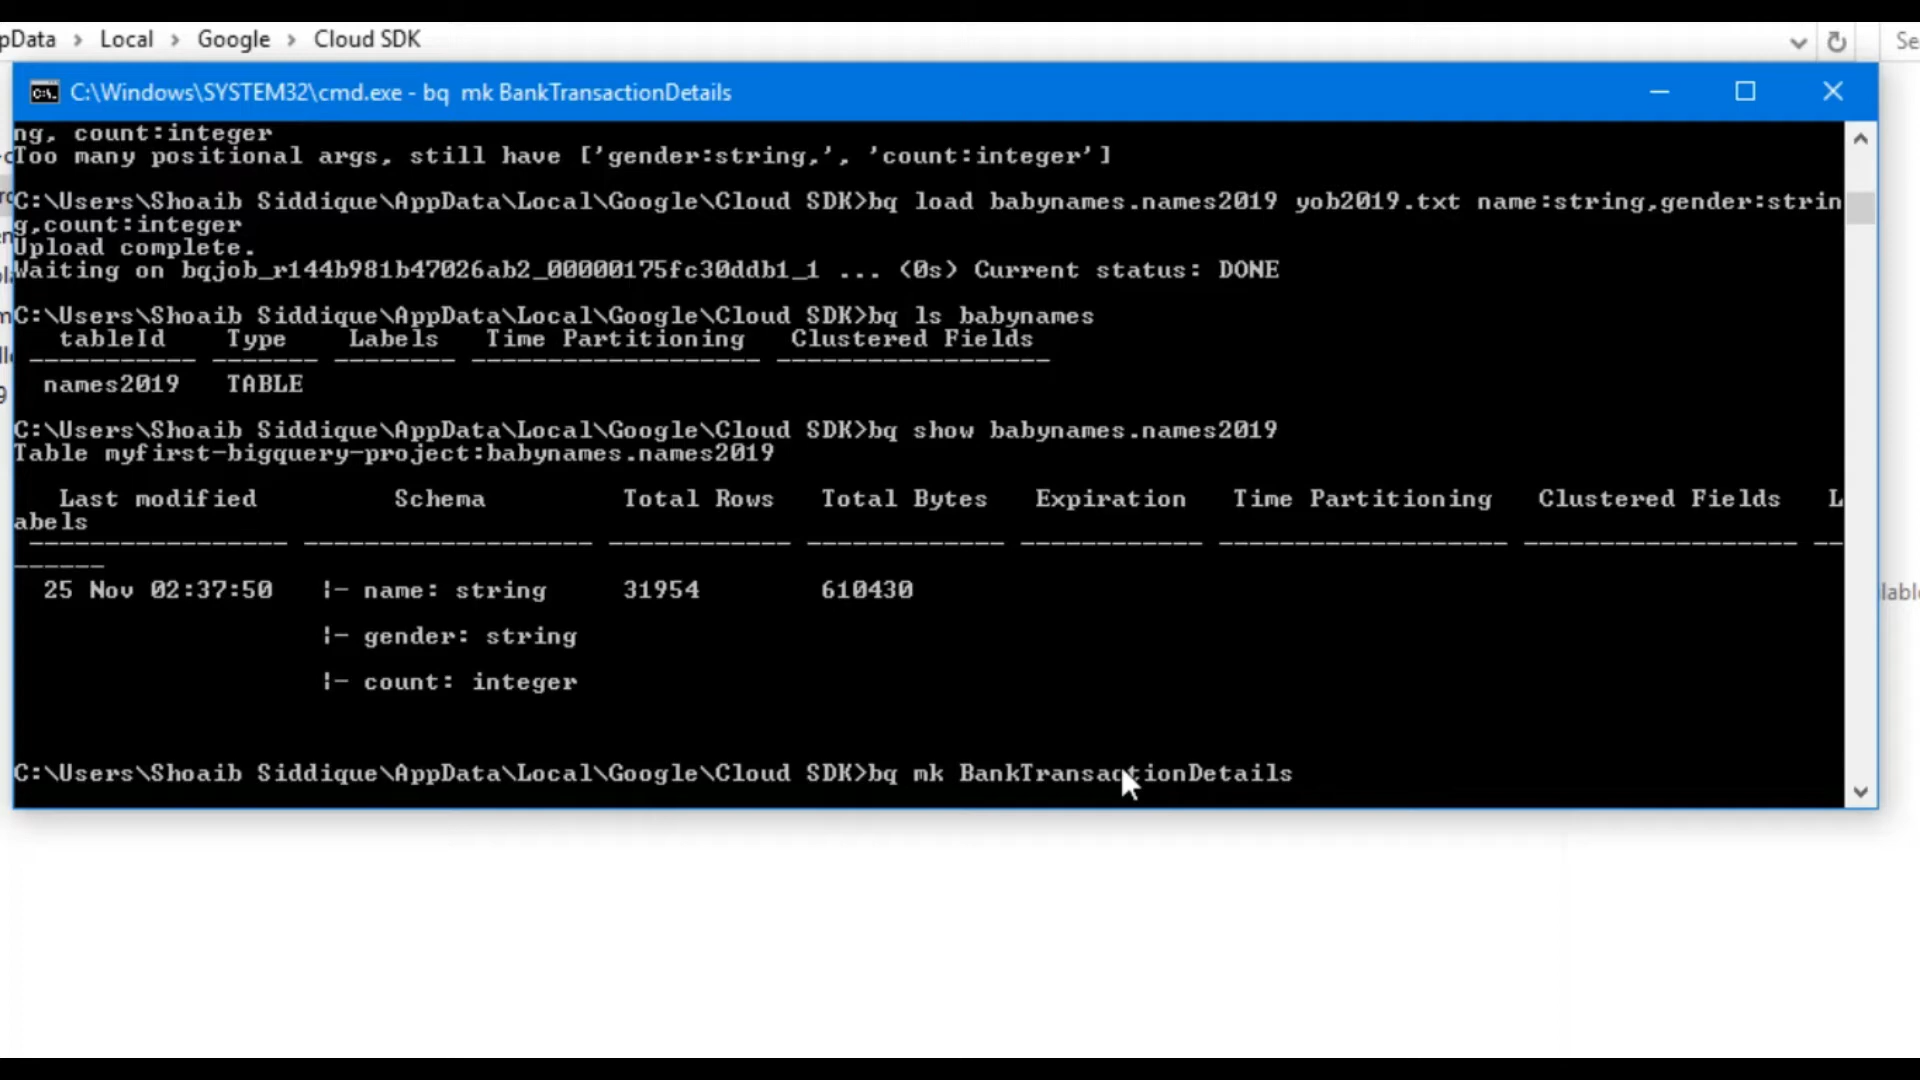 pData > Local > Google > Cloud SDK
Se
C:\Windows\SYSTEM32\cmd.exe - bq  mk BankTransactionDetails
ng, count:integer
Too many positional args, still have ['gender:string,', 'count:integer']
C:\Users\Shoaib Siddique\AppData\Local\Google\Cloud SDK>bq load babynames.names2019 yob2019.txt name:string,gender:strin
g,count:integer
Upload complete.
Waiting on bqjob_r144b981b47026ab2_00000175fc30ddb1_1 ... (0s) Current status: DONE
C:\Users\Shoaib Siddique\AppData\Local\Google\Cloud SDK>bq ls babynames
tableId Type Labels Time Partitioning Clustered Fields
names2019 TABLE
C:\Users\Shoaib Siddique\AppData\Local\Google\Cloud SDK>bq show babynames.names2019
Table myfirst-bigquery-project:babynames.names2019
Last modified Schema Total Rows Total Bytes Expiration Time Partitioning Clustered Fields L
abels
25 Nov 02:37:50 |- name: string 31954 610430
|- gender: string
|- count: integer
C:\Users\Shoaib Siddique\AppData\Local\Google\Cloud SDK>bq mk BankTransactionDetails